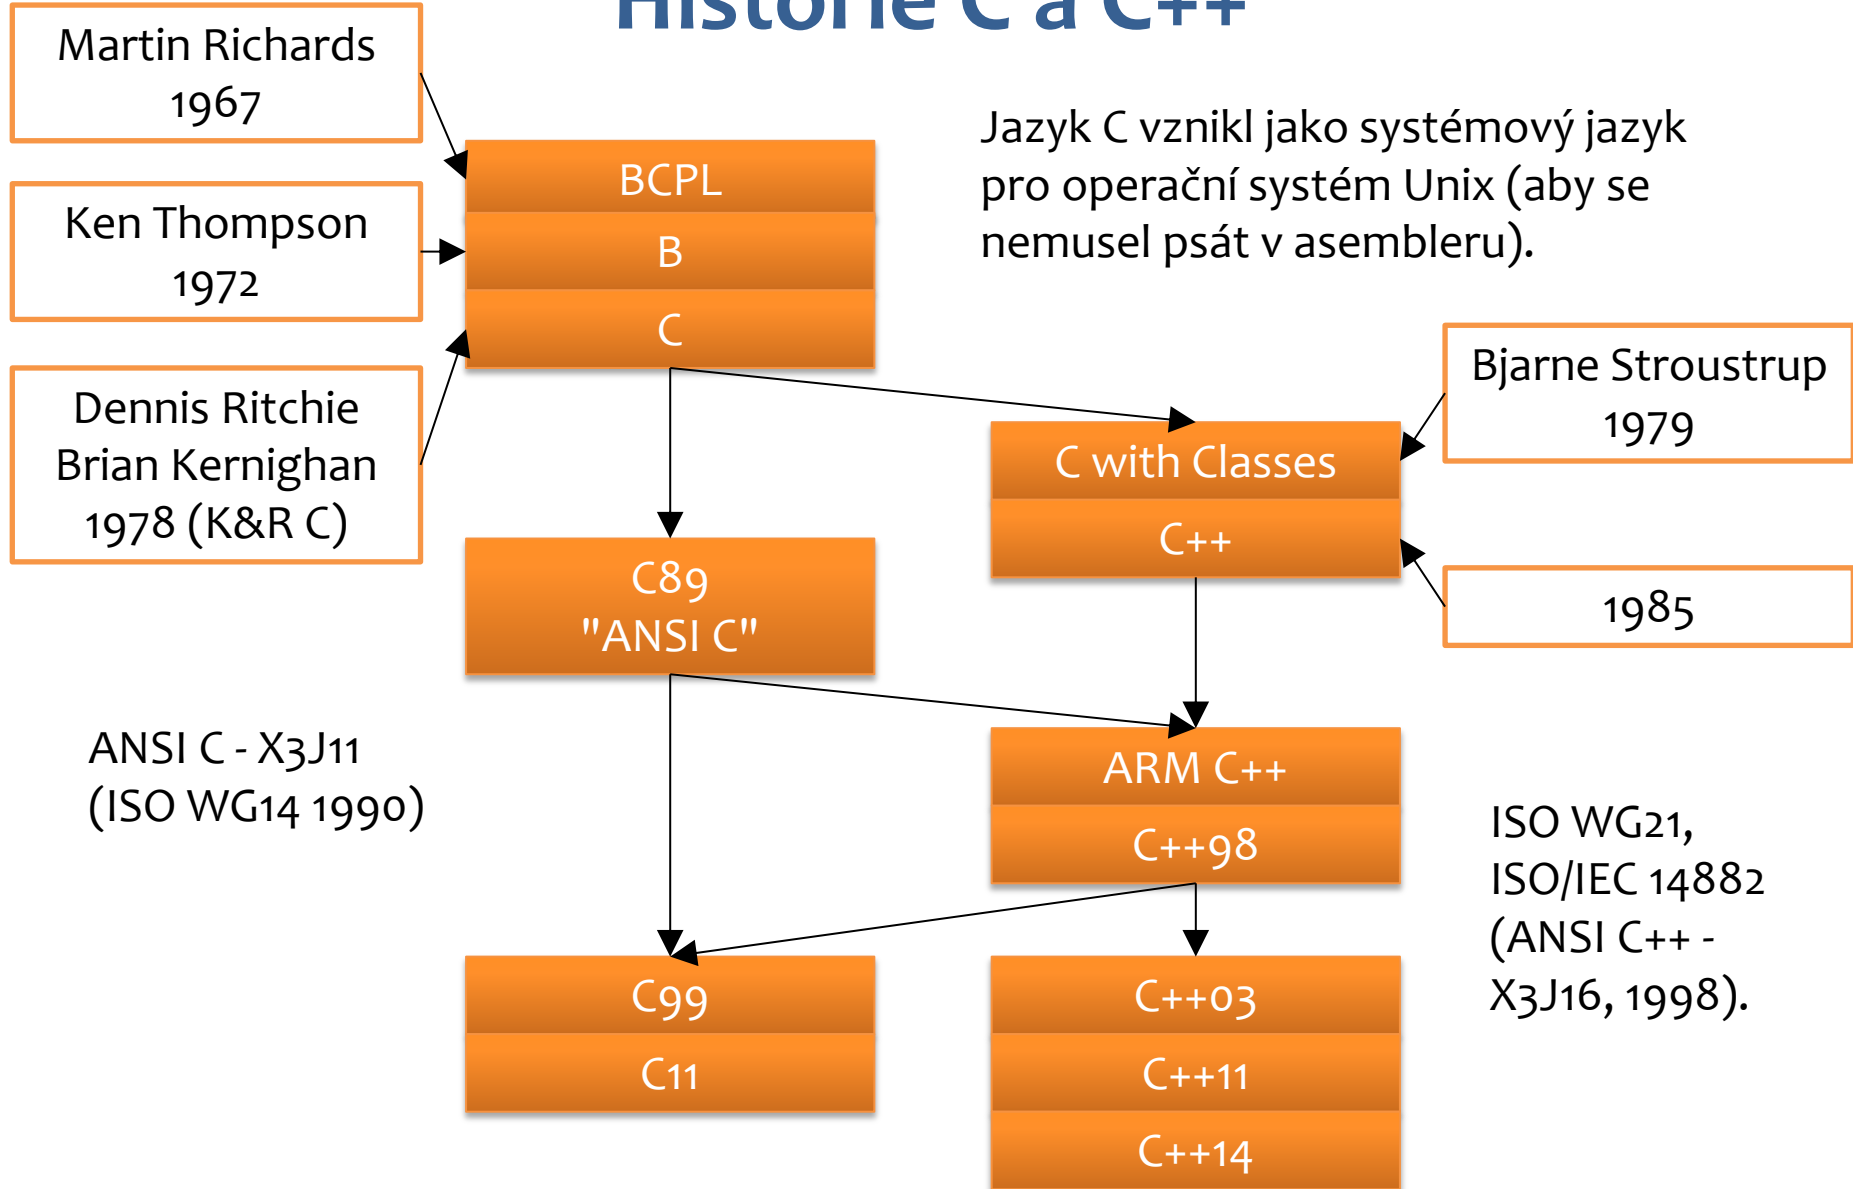 Historie C a C++
Martin Richards
1967
Jazyk C vznikl jako systémový jazyk
pro operační systém Unix (aby se
nemusel psát v asembleru).
BCPL
Ken Thompson
1972
B
C
Dennis Ritchie
Brian Kernighan
1978 (K&R C)
Bjarne Stroustrup
1979
C with Classes
C++
1985
C89
"ANSI C"
ANSI C - X3J11
(ISO WG14 1990)
ARM C++
C++98
ISO WG21,
ISO/IEC 14882
(ANSI C++ -
X3J16, 1998).
C99
C11
C++03
C++11
C++14